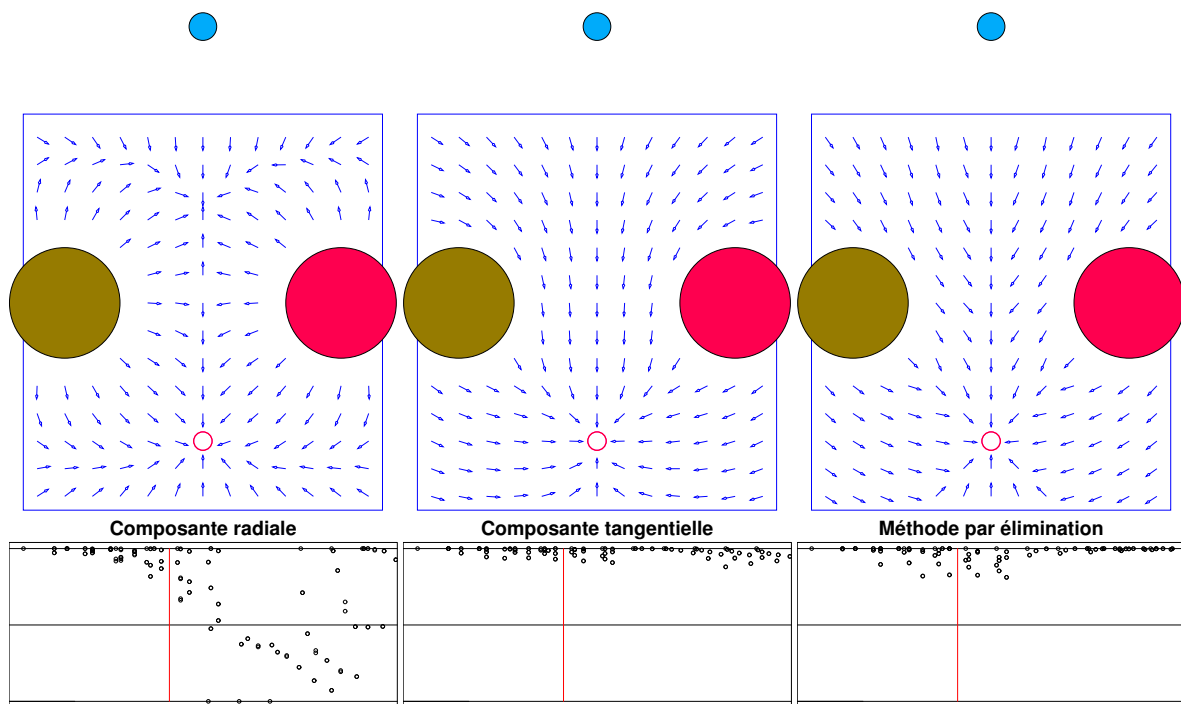 Composante radiale
Composante tangentielle
Méthode par élimination